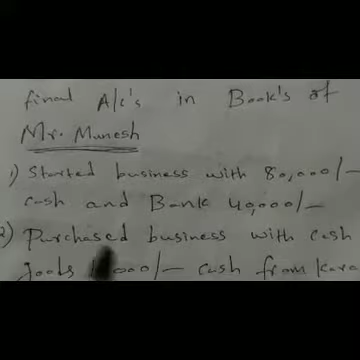 final A/c's in Book's of
Mr. Munesh
1) Started business with 80,000/-
cash and Bank 40,000/-
2) Purchased business with cash
goods 000/- cash from